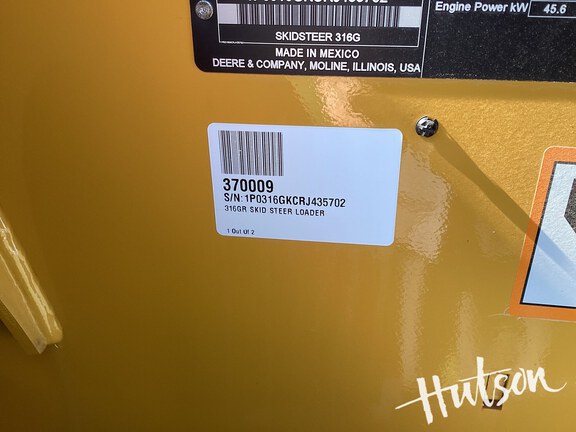 Engine Power kW 45.6
SKIDSTEER 316G
MADE IN MEXICO
DEERE & COMPANY, MOLINE, ILLINOIS, USA
370009
S/N: 1P0316GKCRJ435702
316GR SKID STEER LOADER
1 Out Of 2
Hutson